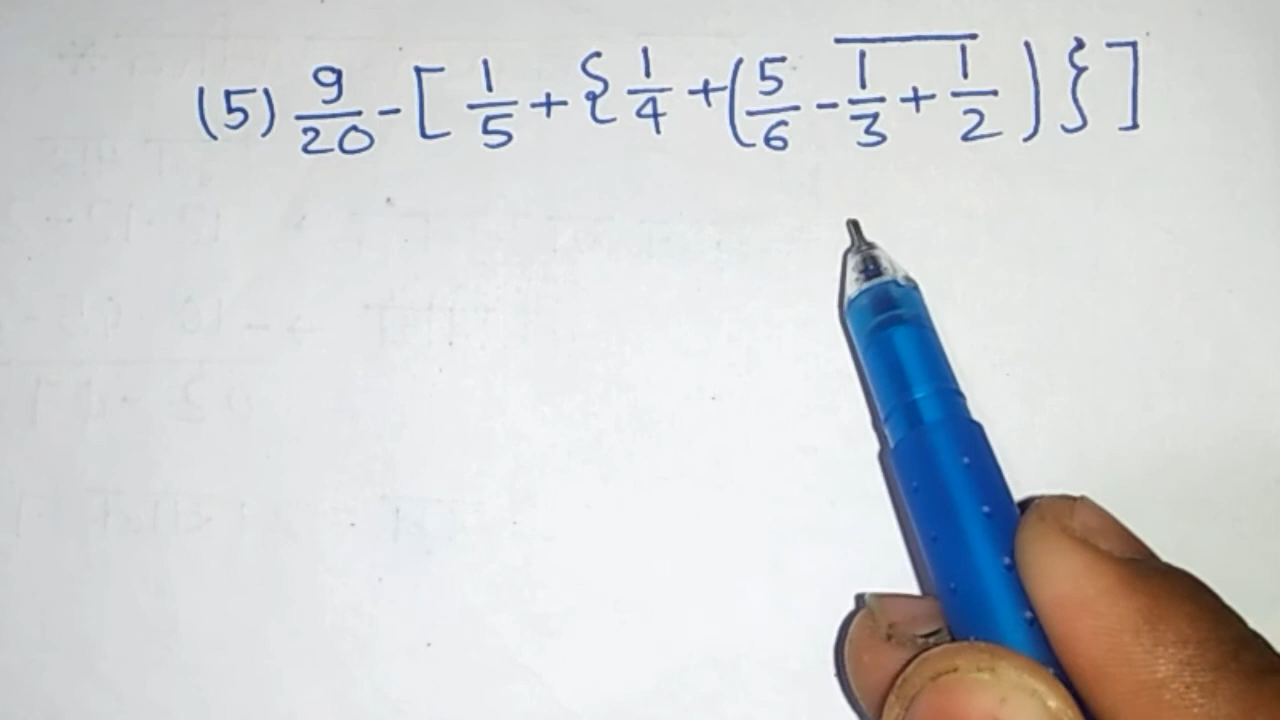 (5) 9/20 - [ 1/5 + { 1/4 + ( 5/6 - 1̅/̅3̅ ̅+̅ ̅1̅/̅2̅ ) } ]